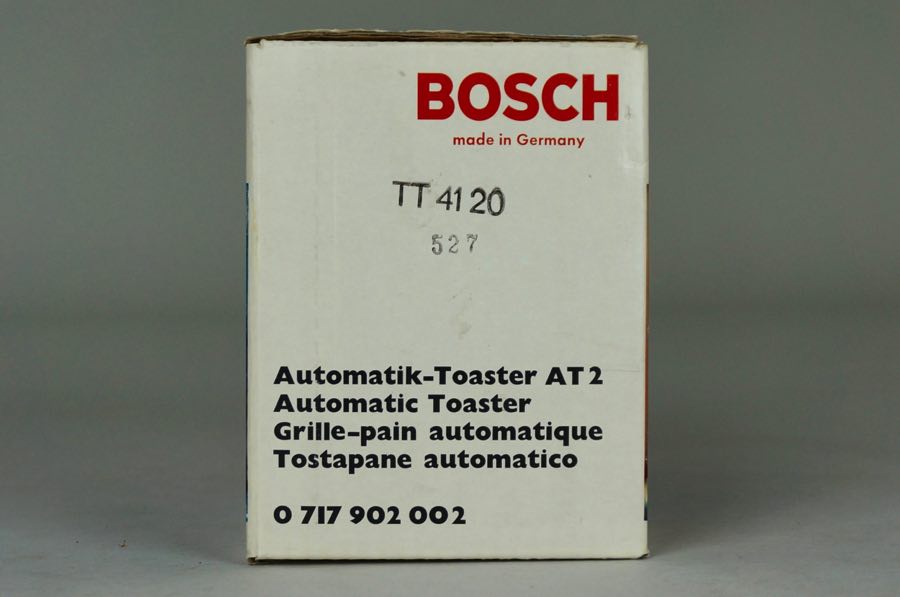 BOSCH
made in Germany
TT 41 20
527
Automatik-Toaster AT 2
Automatic Toaster
Grille-pain automatique
Tostapane automatico
0 717 902 002